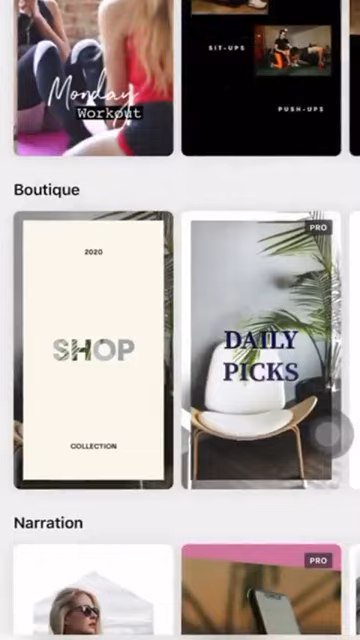 Monday
Workout
SIT-UPS
PUSH-UPS
Boutique
2020
SHOP
COLLECTION
PRO
DAILY
PICKS
Narration
PRO